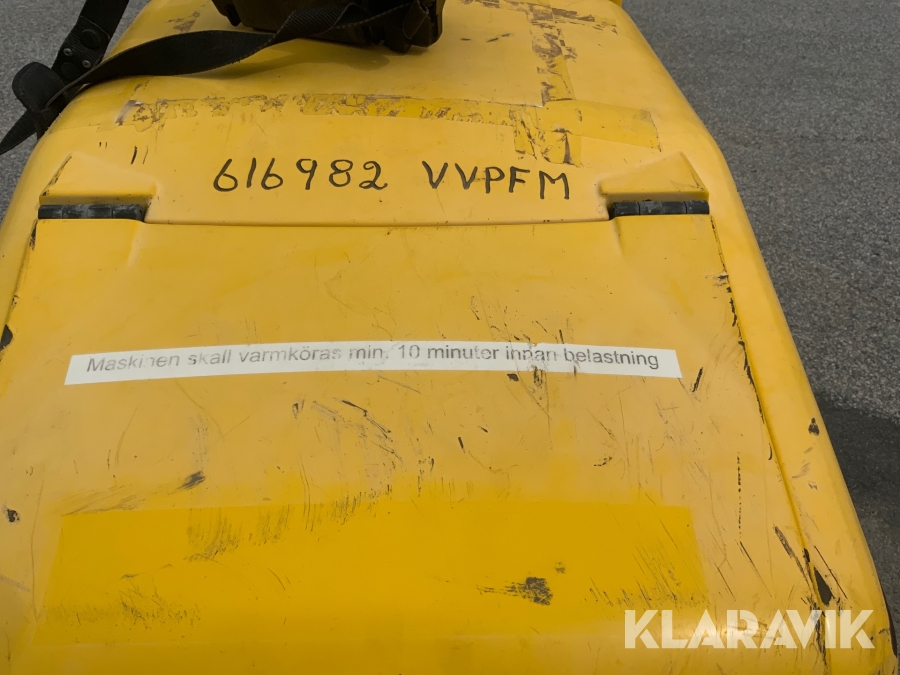 616982 VVPFM
Maskinen skall varmköras min. 10 minuter innan belastning
KLARAVIK